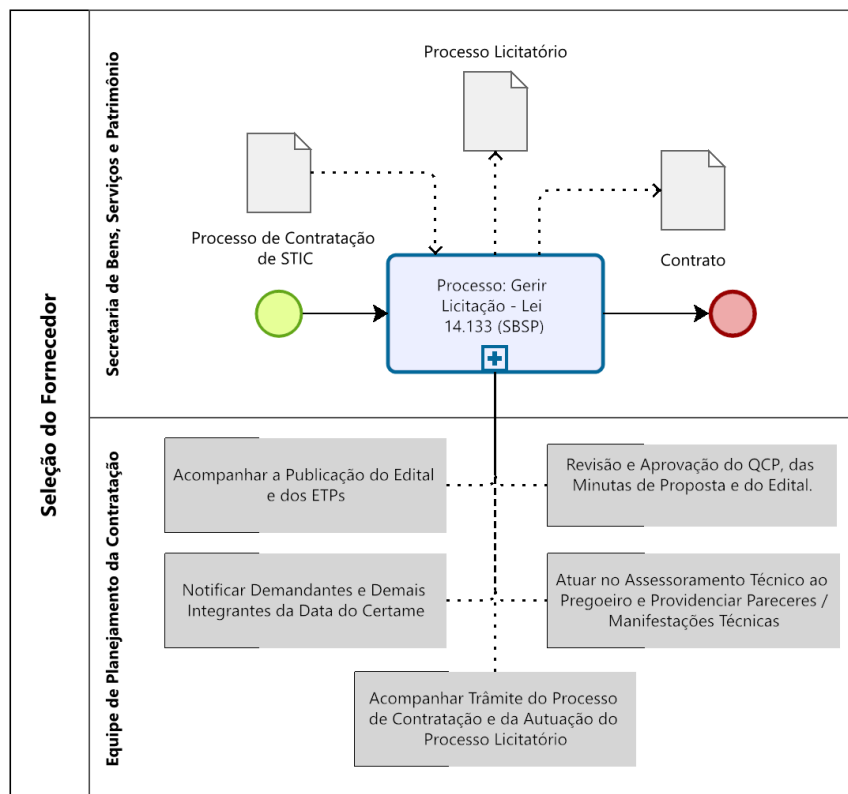 Seleção do Fornecedor
Secretaria de Bens, Serviços e Patrimônio
Processo Licitatório
Processo de Contratação
de STIC
Contrato
Processo: Gerir
Licitação - Lei
14.133 (SBSP)
Equipe de Planejamento da Contratação
Acompanhar a Publicação do Edital
e dos ETPs
Revisão e Aprovação do QCP, das
Minutas de Proposta e do Edital.
Notificar Demandantes e Demais
Integrantes da Data do Certame
Atuar no Assessoramento Técnico ao
Pregoeiro e Providenciar Pareceres /
Manifestações Técnicas
Acompanhar Trâmite do Processo
de Contratação e da Autuação do
Processo Licitatório